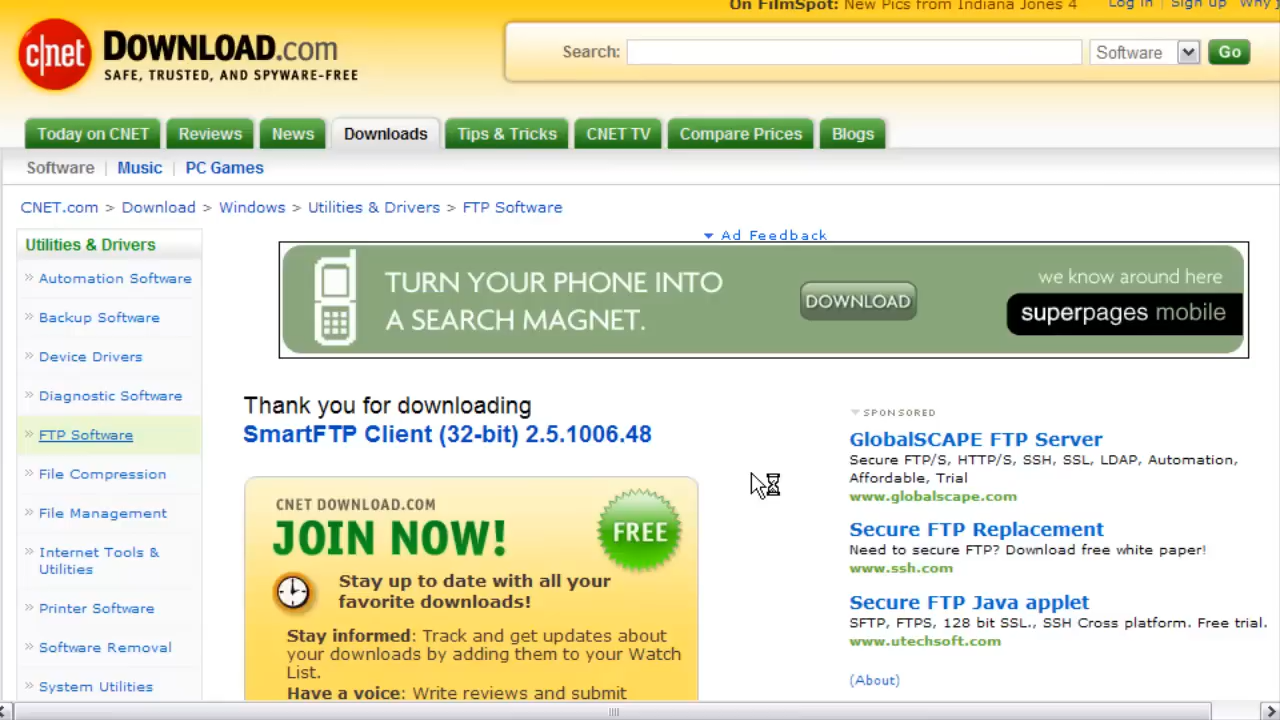 On FilmSpot: New Pics from Indiana Jones 4
Log in | Sign up Why j
c|net DOWNLOAD.com
SAFE, TRUSTED, AND SPYWARE-FREE
Search: Software Go
Today on CNET Reviews News Downloads Tips & Tricks CNET TV Compare Prices Blogs
Software | Music | PC Games
CNET.com > Download > Windows > Utilities & Drivers > FTP Software
Utilities & Drivers
» Automation Software
» Backup Software
» Device Drivers
» Diagnostic Software
» FTP Software
» File Compression
» File Management
» Internet Tools &
Utilities
» Printer Software
» Software Removal
» System Utilities
Ad Feedback
TURN YOUR PHONE INTO
A SEARCH MAGNET.
DOWNLOAD
we know around here
superpages mobile
Thank you for downloading
SmartFTP Client (32-bit) 2.5.1006.48
CNET DOWNLOAD.COM
JOIN NOW!
FREE
Stay up to date with all your
favorite downloads!
Stay informed: Track and get updates about
your downloads by adding them to your Watch
List.
Have a voice: Write reviews and submit
SPONSORED
GlobalSCAPE FTP Server
Secure FTP/S, HTTP/S, SSH, SSL, LDAP, Automation,
Affordable, Trial
www.globalscape.com
Secure FTP Replacement
Need to secure FTP? Download free white paper!
www.ssh.com
Secure FTP Java applet
SFTP, FTPS, 128 bit SSL., SSH Cross platform. Free trial.
www.utechsoft.com
(About)